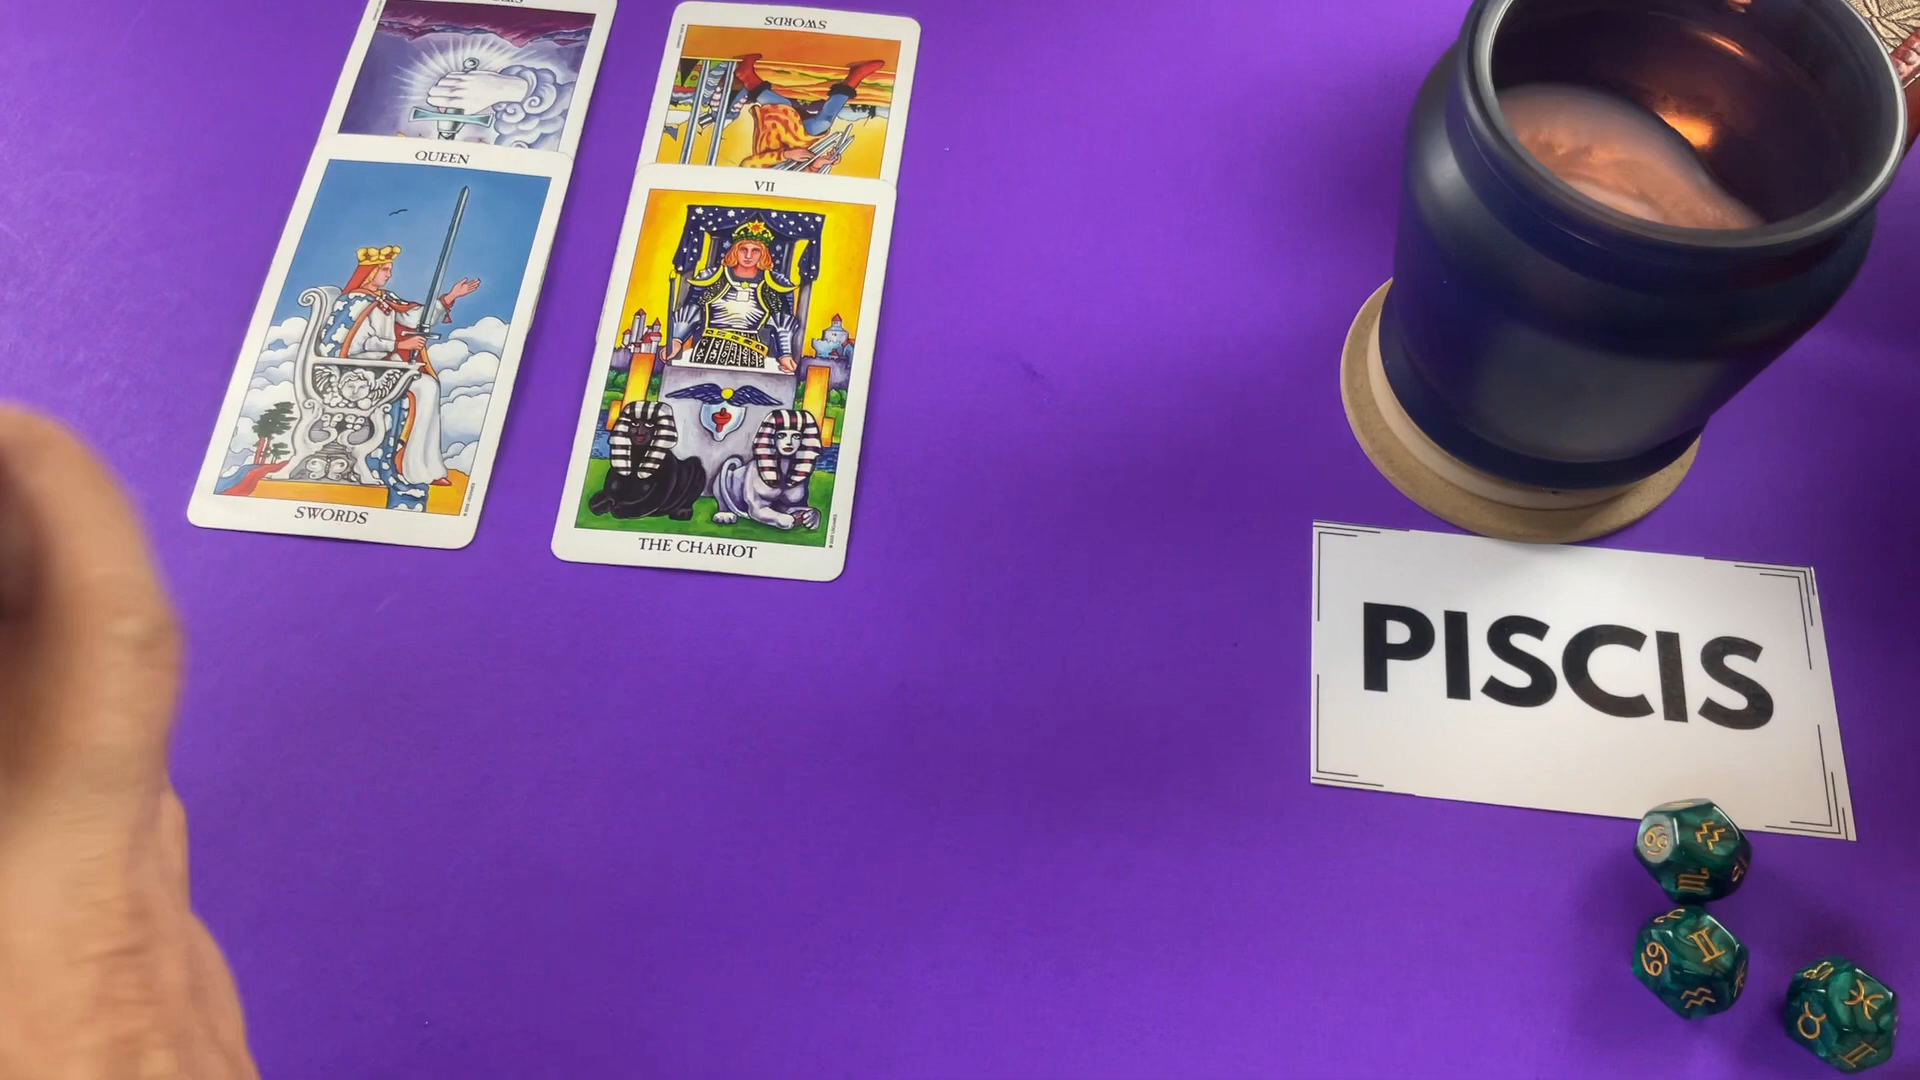 SWORDS
QUEEN
SWORDS
VII
THE CHARIOT
PISCIS